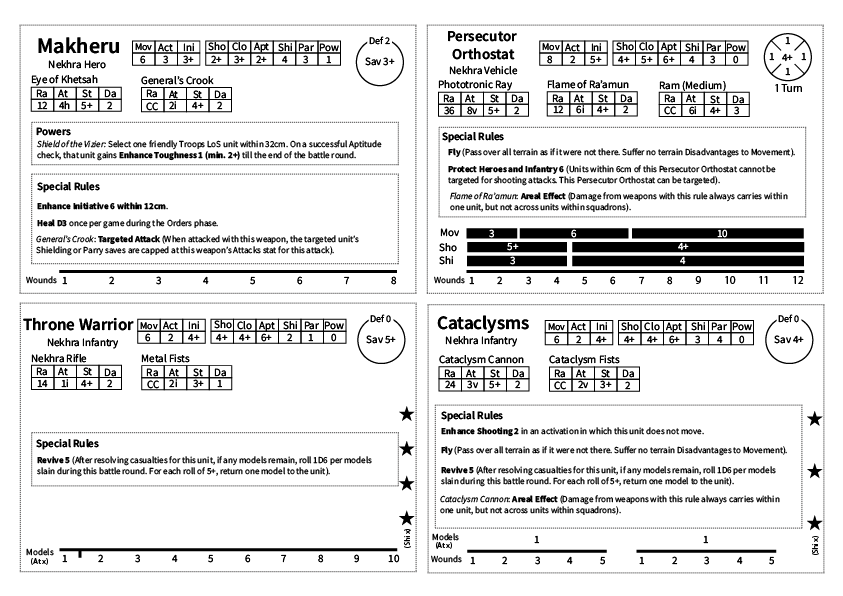 Makheru
Nekhra Hero
Mov Act Ini Sho Clo Apt Shi Par Pow
6 3 3+ 2+ 3+ 2+ 4 3 1
Def 2
Sav 3+
Eye of Khetsah
Ra At St Da
12 4h 5+ 2
General's Crook
Ra At St Da
CC 2i 4+ 2
Powers
Shield of the Vizier: Select one friendly Troops LoS unit within 32cm. On a successful Aptitude
check, that unit gains Enhance Toughness 1 (min. 2+) till the end of the battle round.
Special Rules
Enhance Initiative 6 within 12cm.
Heal D3 once per game during the Orders phase.
General's Crook: Targeted Attack (When attacked with this weapon, the targeted unit's
Shielding or Parry saves are capped at this weapon's Attacks stat for this attack).
Wounds 1 2 3 4 5 6 7 8
Persecutor
Orthostat
Nekhra Vehicle
Mov Act Ini Sho Clo Apt Shi Par Pow
8 2 5+ 4+ 5+ 6+ 4 3 0
1
1 4+ 1
1
1 Turn
Phototronic Ray
Ra At St Da
36 8v 5+ 2
Flame of Ra'amun
Ra At St Da
12 6i 4+ 2
Ram (Medium)
Ra At St Da
CC 6i 4+ 3
Special Rules
Fly (Pass over all terrain as if it were not there. Suffer no terrain Disadvantages to Movement).
Protect Heroes and Infantry 6 (Units within 6cm of this Persecutor Orthostat cannot be
targeted for shooting attacks. This Persecutor Orthostat can be targeted).
Flame of Ra'amun: Areal Effect (Damage from weapons with this rule always carries within
one unit, but not across units within squadrons).
Mov 3 6 10
Sho 5+ 4+
Shi 3 4
Wounds 1 2 3 4 5 6 7 8 9 10 11 12
Throne Warrior
Nekhra Infantry
Mov Act Ini Sho Clo Apt Shi Par Pow
6 2 4+ 4+ 4+ 6+ 2 1 0
Def 0
Sav 5+
Nekhra Rifle
Ra At St Da
14 1i 4+ 2
Metal Fists
Ra At St Da
CC 2i 3+ 1
Special Rules
Revive 5 (After resolving casualties for this unit, if any models remain, roll 1D6 per models
slain during this battle round. For each roll of 5+, return one model to the unit).
(Shi x)
Models
(At x)
1 2 3 4 5 6 7 8 9 10
Cataclysms
Nekhra Infantry
Mov Act Ini Sho Clo Apt Shi Par Pow
6 2 4+ 4+ 4+ 6+ 3 4 0
Def 0
Sav 4+
Cataclysm Cannon
Ra At St Da
24 3v 5+ 2
Cataclysm Fists
Ra At St Da
CC 2v 3+ 2
Special Rules
Enhance Shooting 2 in an activation in which this unit does not move.
Fly (Pass over all terrain as if it were not there. Suffer no terrain Disadvantages to Movement).
Revive 5 (After resolving casualties for this unit, if any models remain, roll 1D6 per models
slain during this battle round. For each roll of 5+, return one model to the unit).
Cataclysm Cannon: Areal Effect (Damage from weapons with this rule always carries within
one unit, but not across units within squadrons).
(Shi x)
Models
(At x)
1 1
Wounds 1 2 3 4 5 1 2 3 4 5